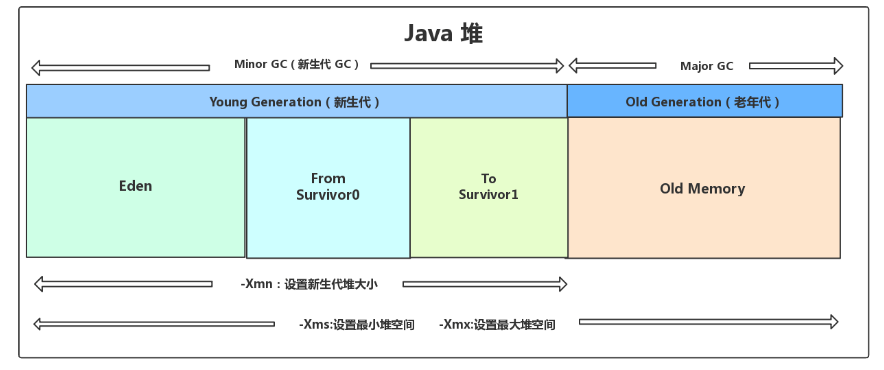 Java 堆
Minor GC（新生代 GC）
Major GC
Young Generation（新生代）
Old Generation（老年代）
Eden
From
Survivor0
To
Survivor1
Old Memory
-Xmn：设置新生代堆大小
-Xms:设置最小堆空间
-Xmx:设置最大堆空间